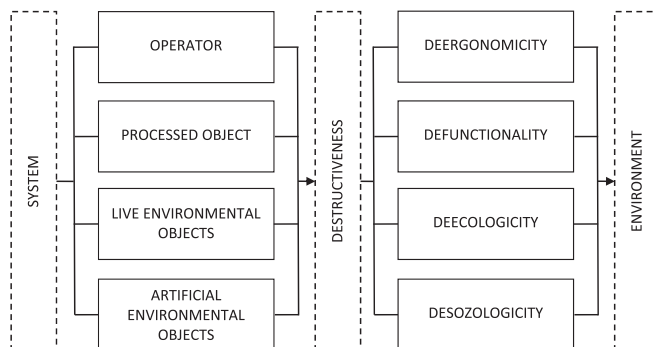 SYSTEM
OPERATOR
PROCESSED OBJECT
LIVE ENVIRONMENTAL
OBJECTS
ARTIFICIAL
ENVIRONMENTAL
OBJECTS
DESTRUCTIVENESS
DEERGONOMICITY
DEFUNCTIONALITY
DEECOLOGICITY
DESOZOLOGICITY
ENVIRONMENT